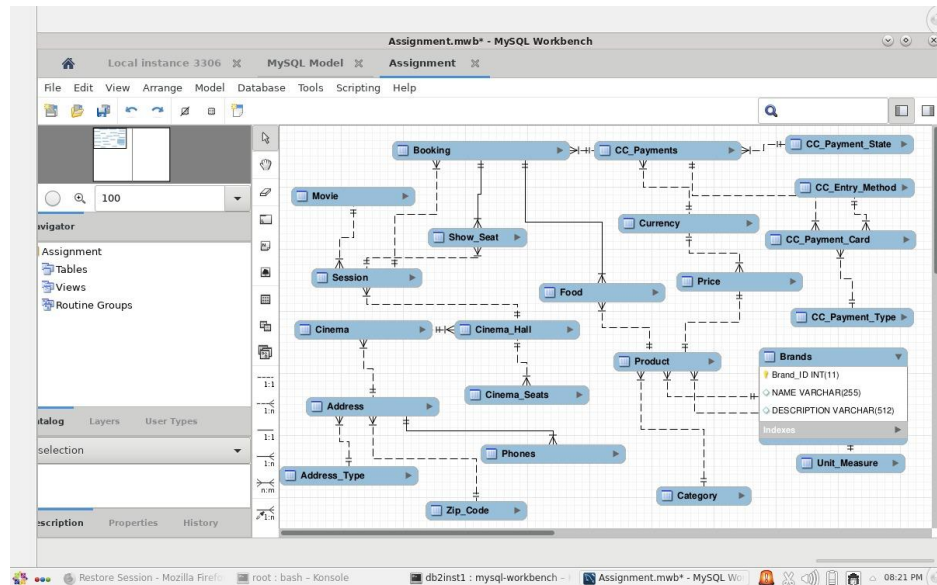 Assignment.mwb* - MySQL Workbench
Local instance 3306 MySQL Model Assignment
File Edit View Arrange Model Database Tools Scripting Help
100
vigator
Assignment
Tables
Views
Routine Groups
talog Layers User Types
selection
escription Properties History
1:1
1:n
1:1
1:n
n:m
1:n
Booking
CC_Payments
CC_Payment_State
Movie
CC_Entry_Method
Currency
Show_Seat
CC_Payment_Card
Session
Price
Food
CC_Payment_Type
Cinema
Cinema_Hall
Product
Brands
Brand_ID INT(11)
NAME VARCHAR(255)
DESCRIPTION VARCHAR(512)
Indexes
Cinema_Seats
Address
Phones
Unit_Measure
Address_Type
Category
Zip_Code
Restore Session - Mozilla Firef root : bash – Konsole db2inst1 : mysql-workbench – Assignment.mwb* - MySQL Wo 08:21 PM